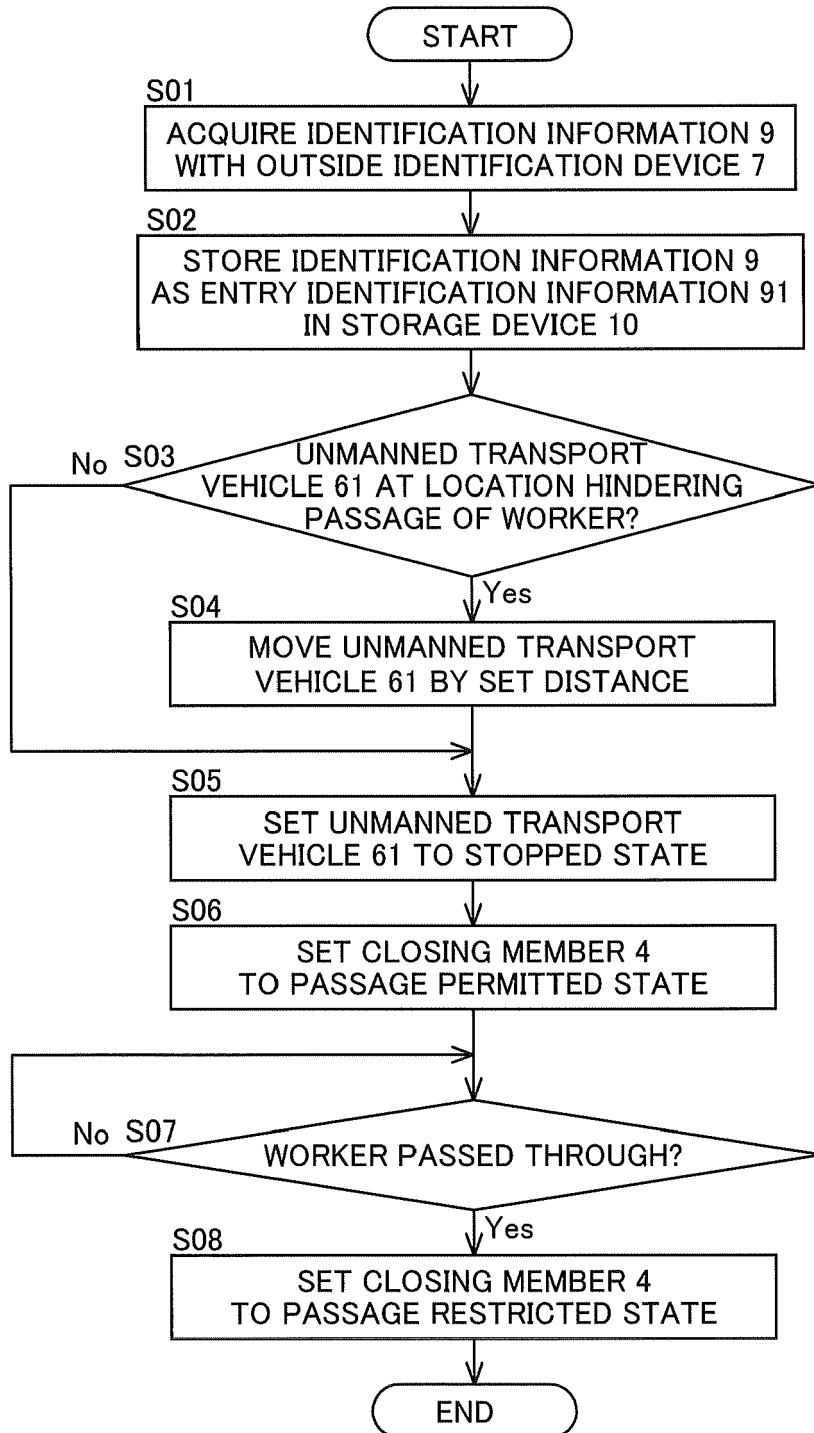 START
S01
ACQUIRE IDENTIFICATION INFORMATION 9
WITH OUTSIDE IDENTIFICATION DEVICE 7
S02
STORE IDENTIFICATION INFORMATION 9
AS ENTRY IDENTIFICATION INFORMATION 91
IN STORAGE DEVICE 10
No S03
UNMANNED TRANSPORT
VEHICLE 61 AT LOCATION HINDERING
PASSAGE OF WORKER?
Yes
S04
MOVE UNMANNED TRANSPORT
VEHICLE 61 BY SET DISTANCE
S05
SET UNMANNED TRANSPORT
VEHICLE 61 TO STOPPED STATE
S06
SET CLOSING MEMBER 4
TO PASSAGE PERMITTED STATE
No S07
WORKER PASSED THROUGH?
Yes
S08
SET CLOSING MEMBER 4
TO PASSAGE RESTRICTED STATE
END